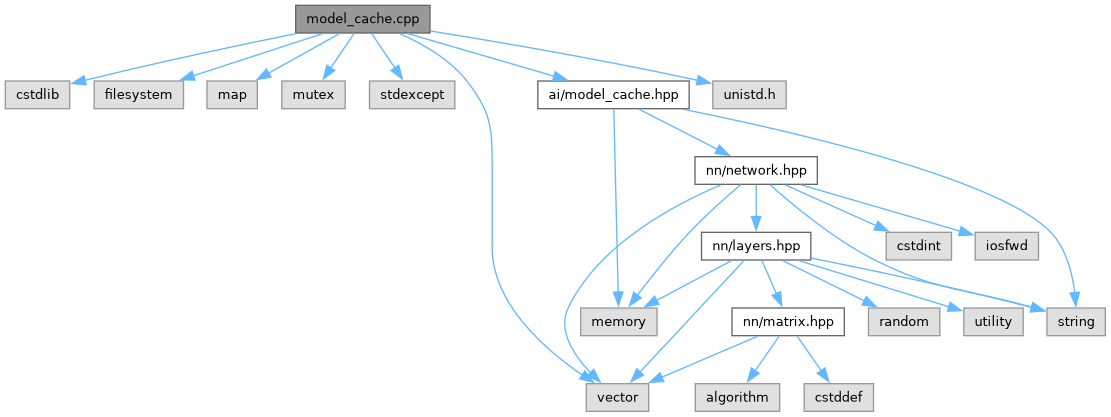 model_cache.cpp
cstdlib
filesystem
map
mutex
stdexcept
ai/model_cache.hpp
unistd.h
nn/network.hpp
nn/layers.hpp
cstdint
iosfwd
memory
nn/matrix.hpp
random
utility
string
vector
algorithm
cstddef